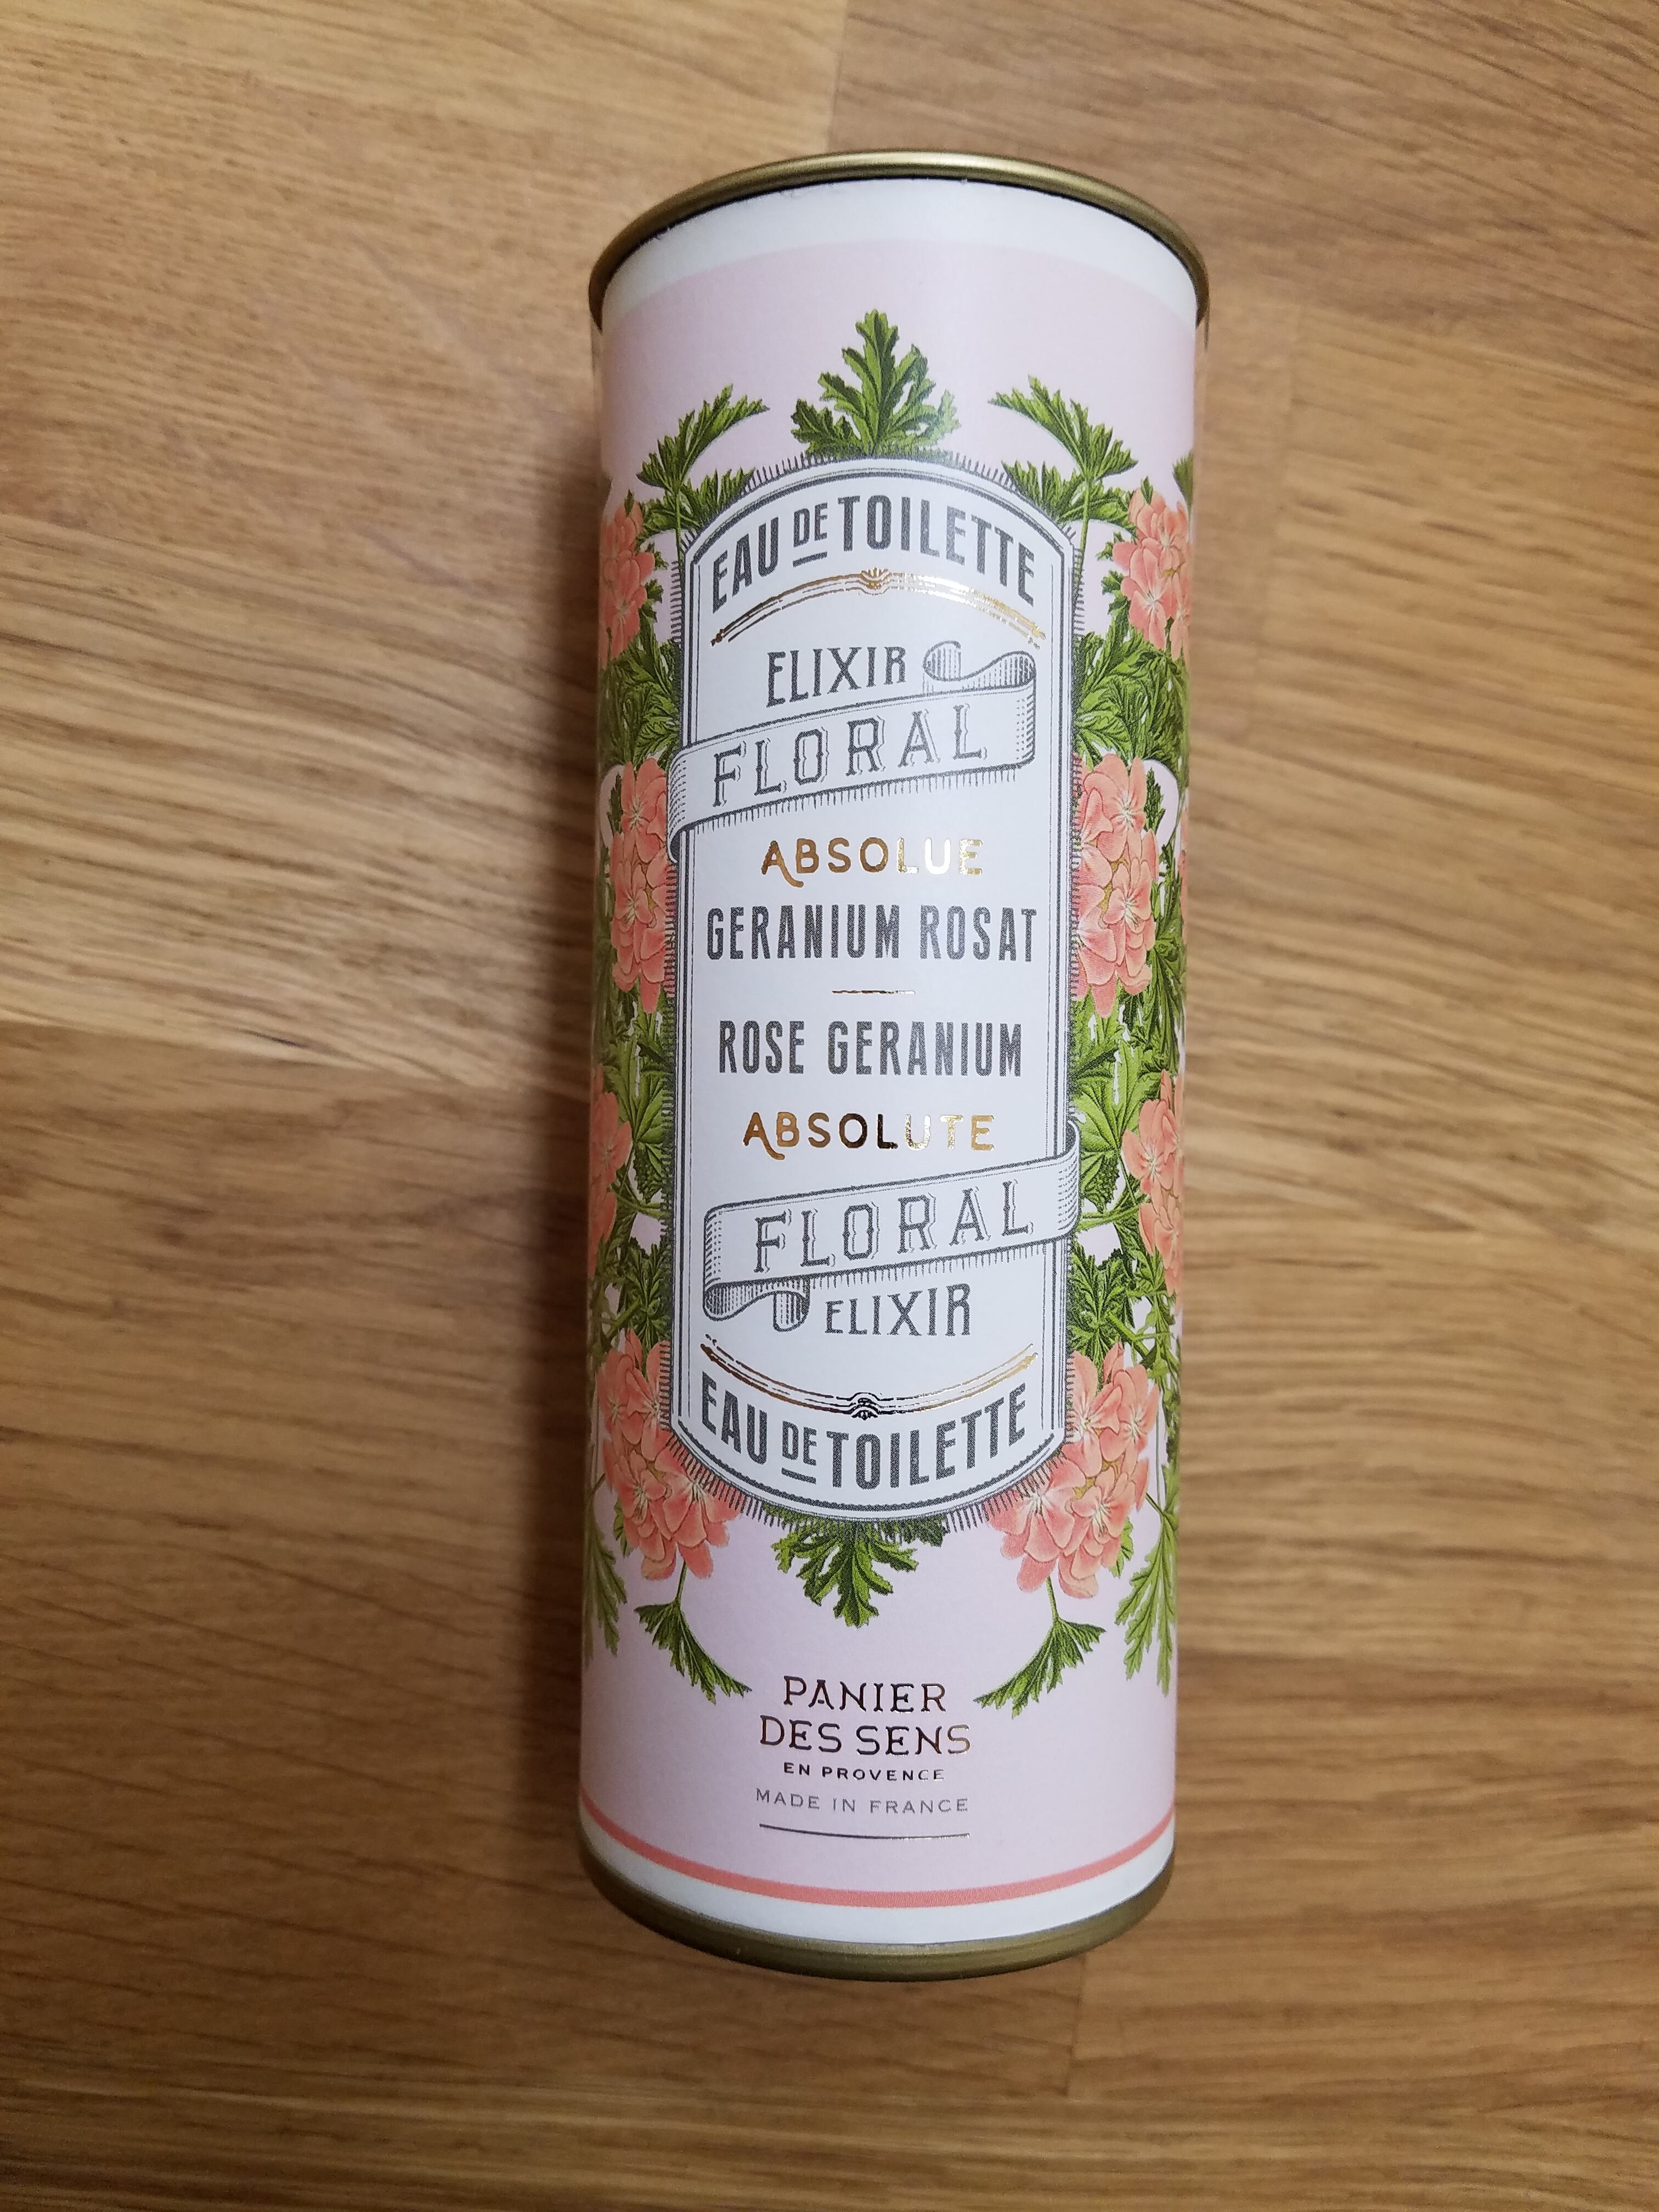 EAU DE TOILETTE
ELIXIR
FLORAL
ABSOLUE
GERANIUM ROSAT
ROSE GERANIUM
ABSOLUTE
FLORAL
ELIXIR
EAU DE TOILETTE
PANIER
DES SENS
EN PROVENCE
MADE IN FRANCE